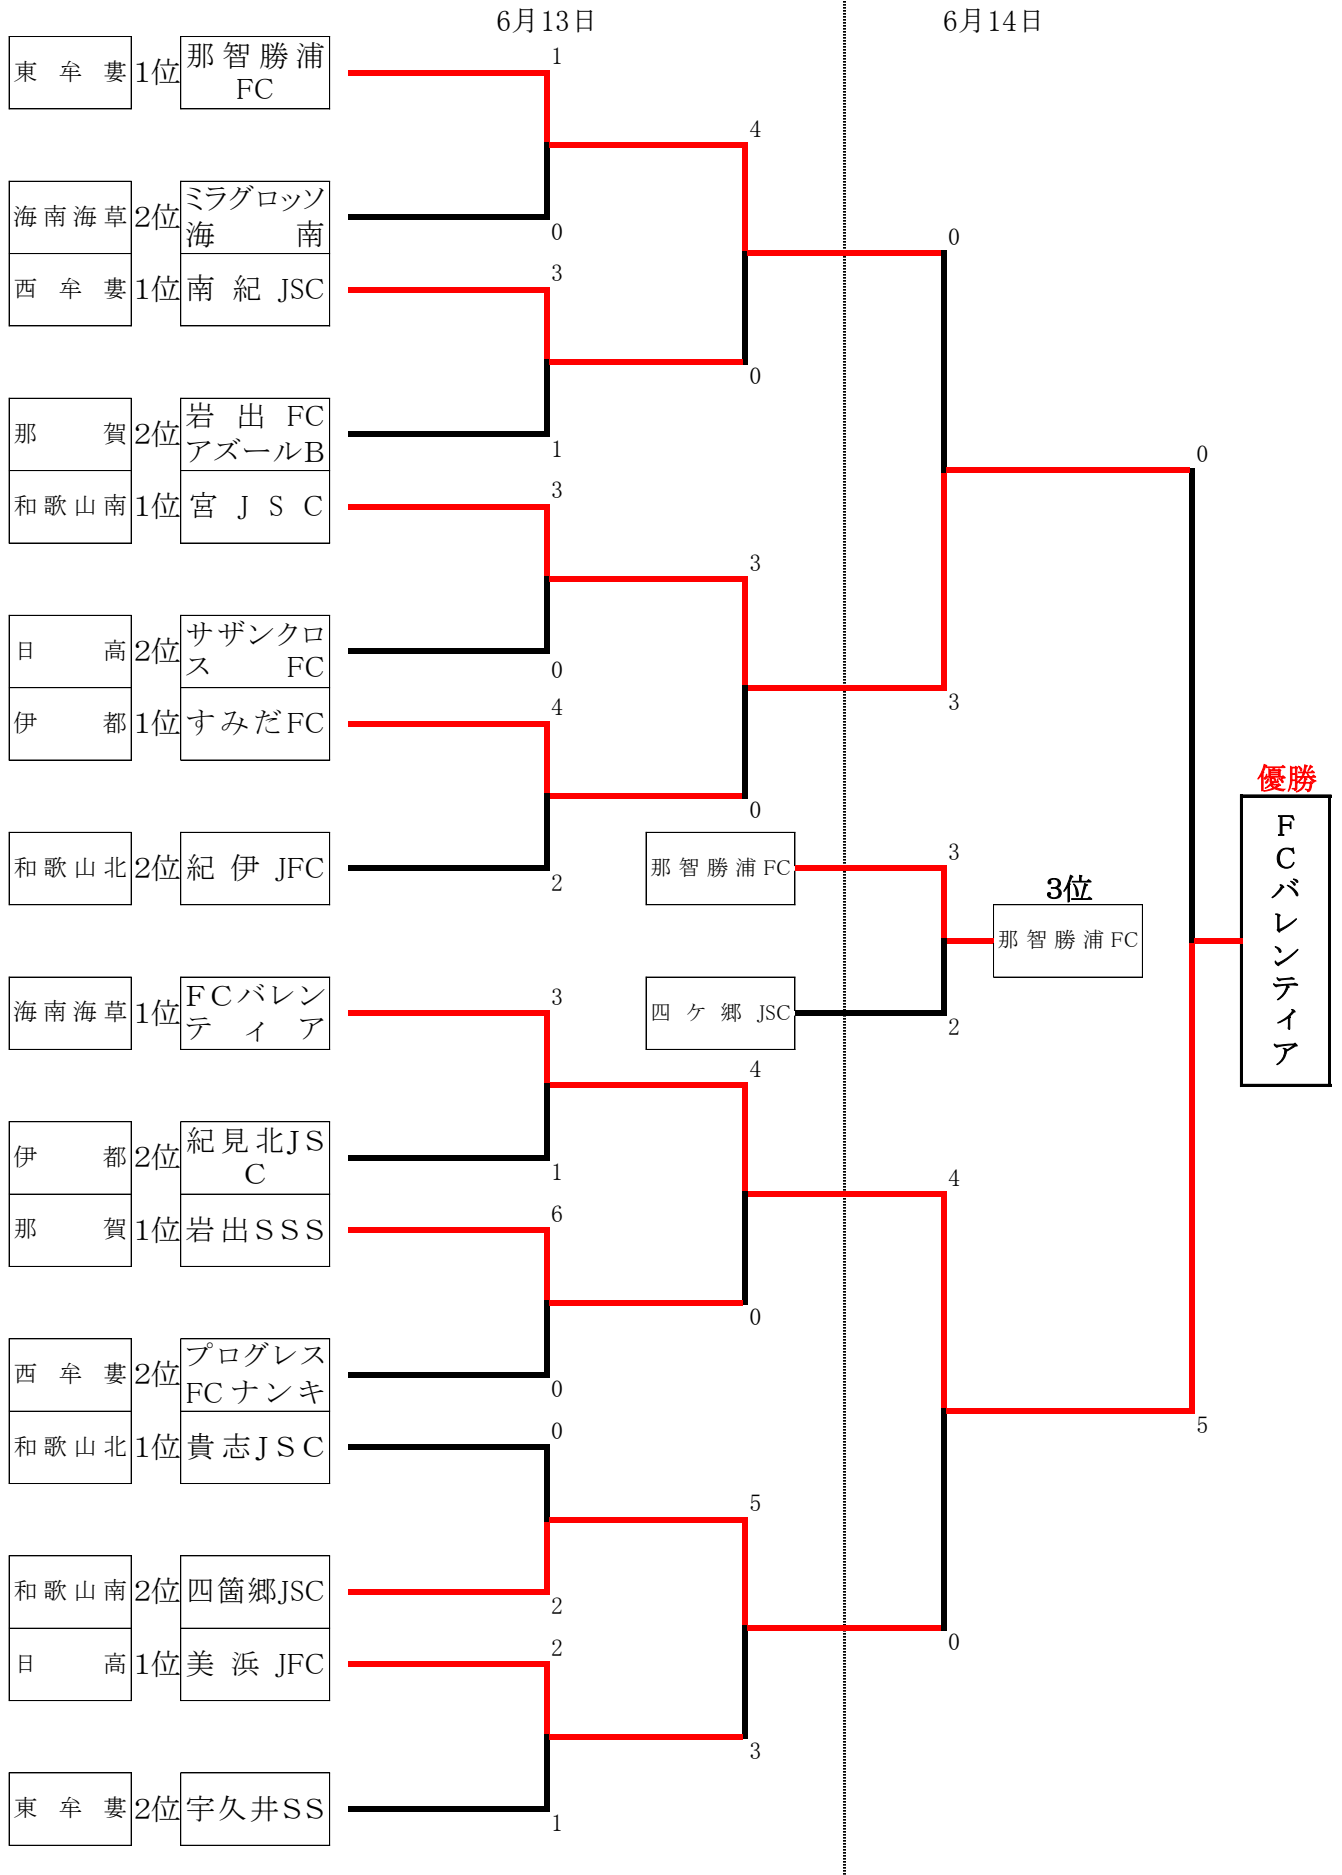 6月13日
6月14日
東牟婁 1位 那智勝浦
FC
1
4
海南海草 2位 ミラグロッソ
海南
0
0
西牟婁 1位 南紀JSC
3
0
那賀 2位 岩出FC
アズールB
1
0
和歌山南 1位 宮JSC
3
3
日高 2位 サザンクロ
ス FC
0
3
伊都 1位 すみだFC
4
優勝
FCバレンティア
0
和歌山北 2位 紀伊JFC
2
那智勝浦FC
3
3位
那智勝浦FC
海南海草 1位 FCバレン
ティア
3
四ケ郷JSC
2
4
伊都 2位 紀見北JS
C
1
4
那賀 1位 岩出SSS
6
0
西牟婁 2位 プログレス
FCナンキ
0
和歌山北 1位 貴志JSC
0
5
5
和歌山南 2位 四箇郷JSC
2
0
日高 1位 美浜JFC
2
3
東牟婁 2位 宇久井SS
1